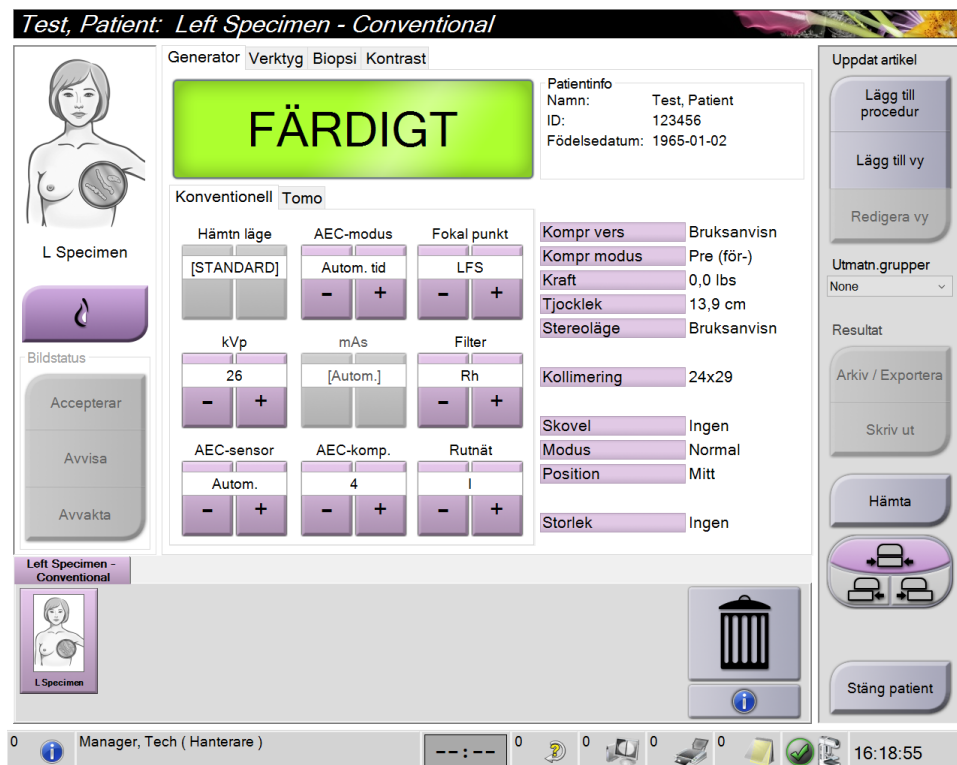 Test, Patient: Left Specimen - Conventional
Generator Verktyg Biopsi Kontrast
FÄRDIGT
Patientinfo
Namn: Test, Patient
ID: 123456
Födelsedatum: 1965-01-02
L Specimen
Bildstatus
Accepterar
Avvisa
Avvakta
Konventionell Tomo
Hämtn läge AEC-modus Fokal punkt
[STANDARD] Autom. tid LFS
- + - +
kVp mAs Filter
26 [Autom.] Rh
- + - +
AEC-sensor AEC-komp. Rutnät
Autom. 4 I
- + - + - +
Kompr vers Bruksanvisn
Kompr modus Pre (för-)
Kraft 0,0 lbs
Tjocklek 13,9 cm
Stereoläge Bruksanvisn
Kollimering 24x29
Skovel Ingen
Modus Normal
Position Mitt
Storlek Ingen
Uppdat artikel
Lägg till
procedur
Lägg till vy
Redigera vy
Utmatn.grupper
None
Resultat
Arkiv / Exportera
Skriv ut
Hämta
Stäng patient
Left Specimen -
Conventional
L Specimen
0 Manager, Tech ( Hanterare ) --:-- 0 0 0 0 16:18:55